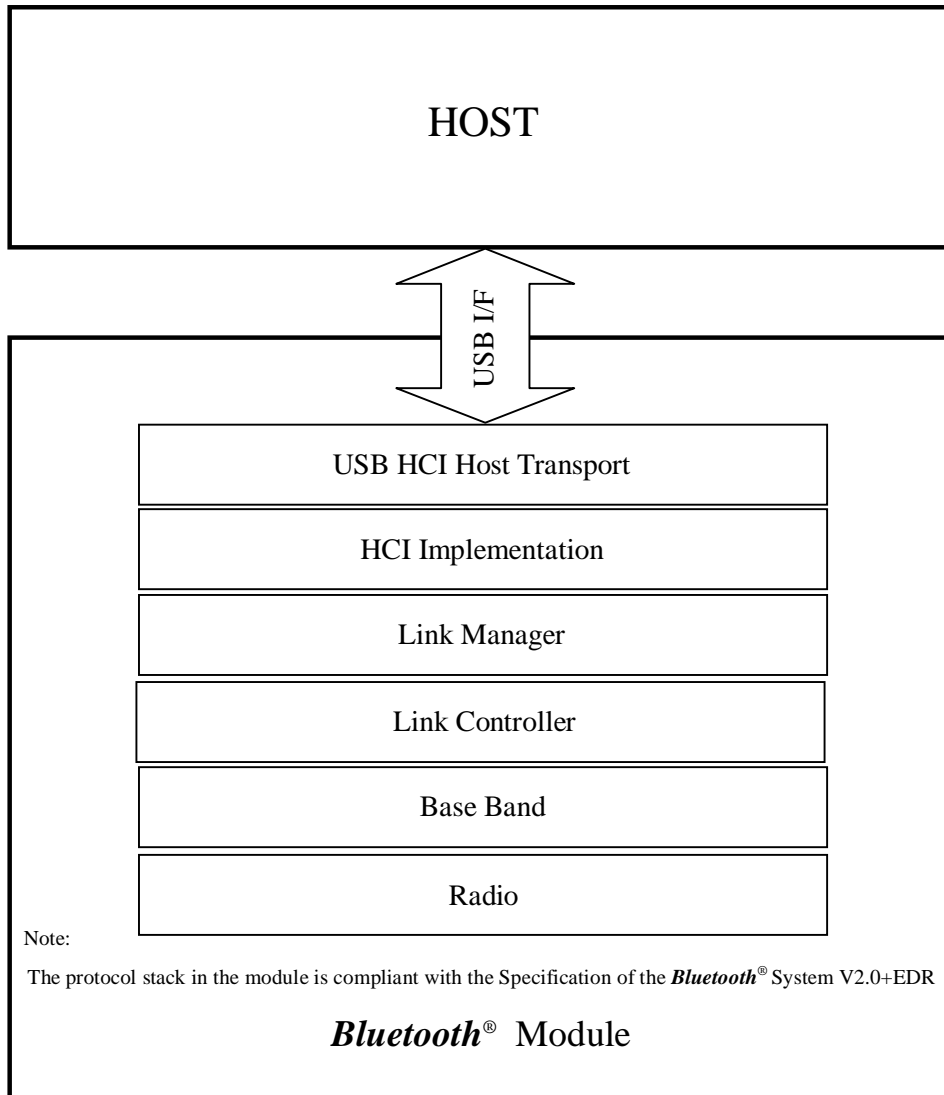 HOST
USB I/F
USB HCI Host Transport
HCI Implementation
Link Manager
Link Controller
Base Band
Radio
Note:
The protocol stack in the module is compliant with the Specification of the Bluetooth® System V2.0+EDR
Bluetooth® Module